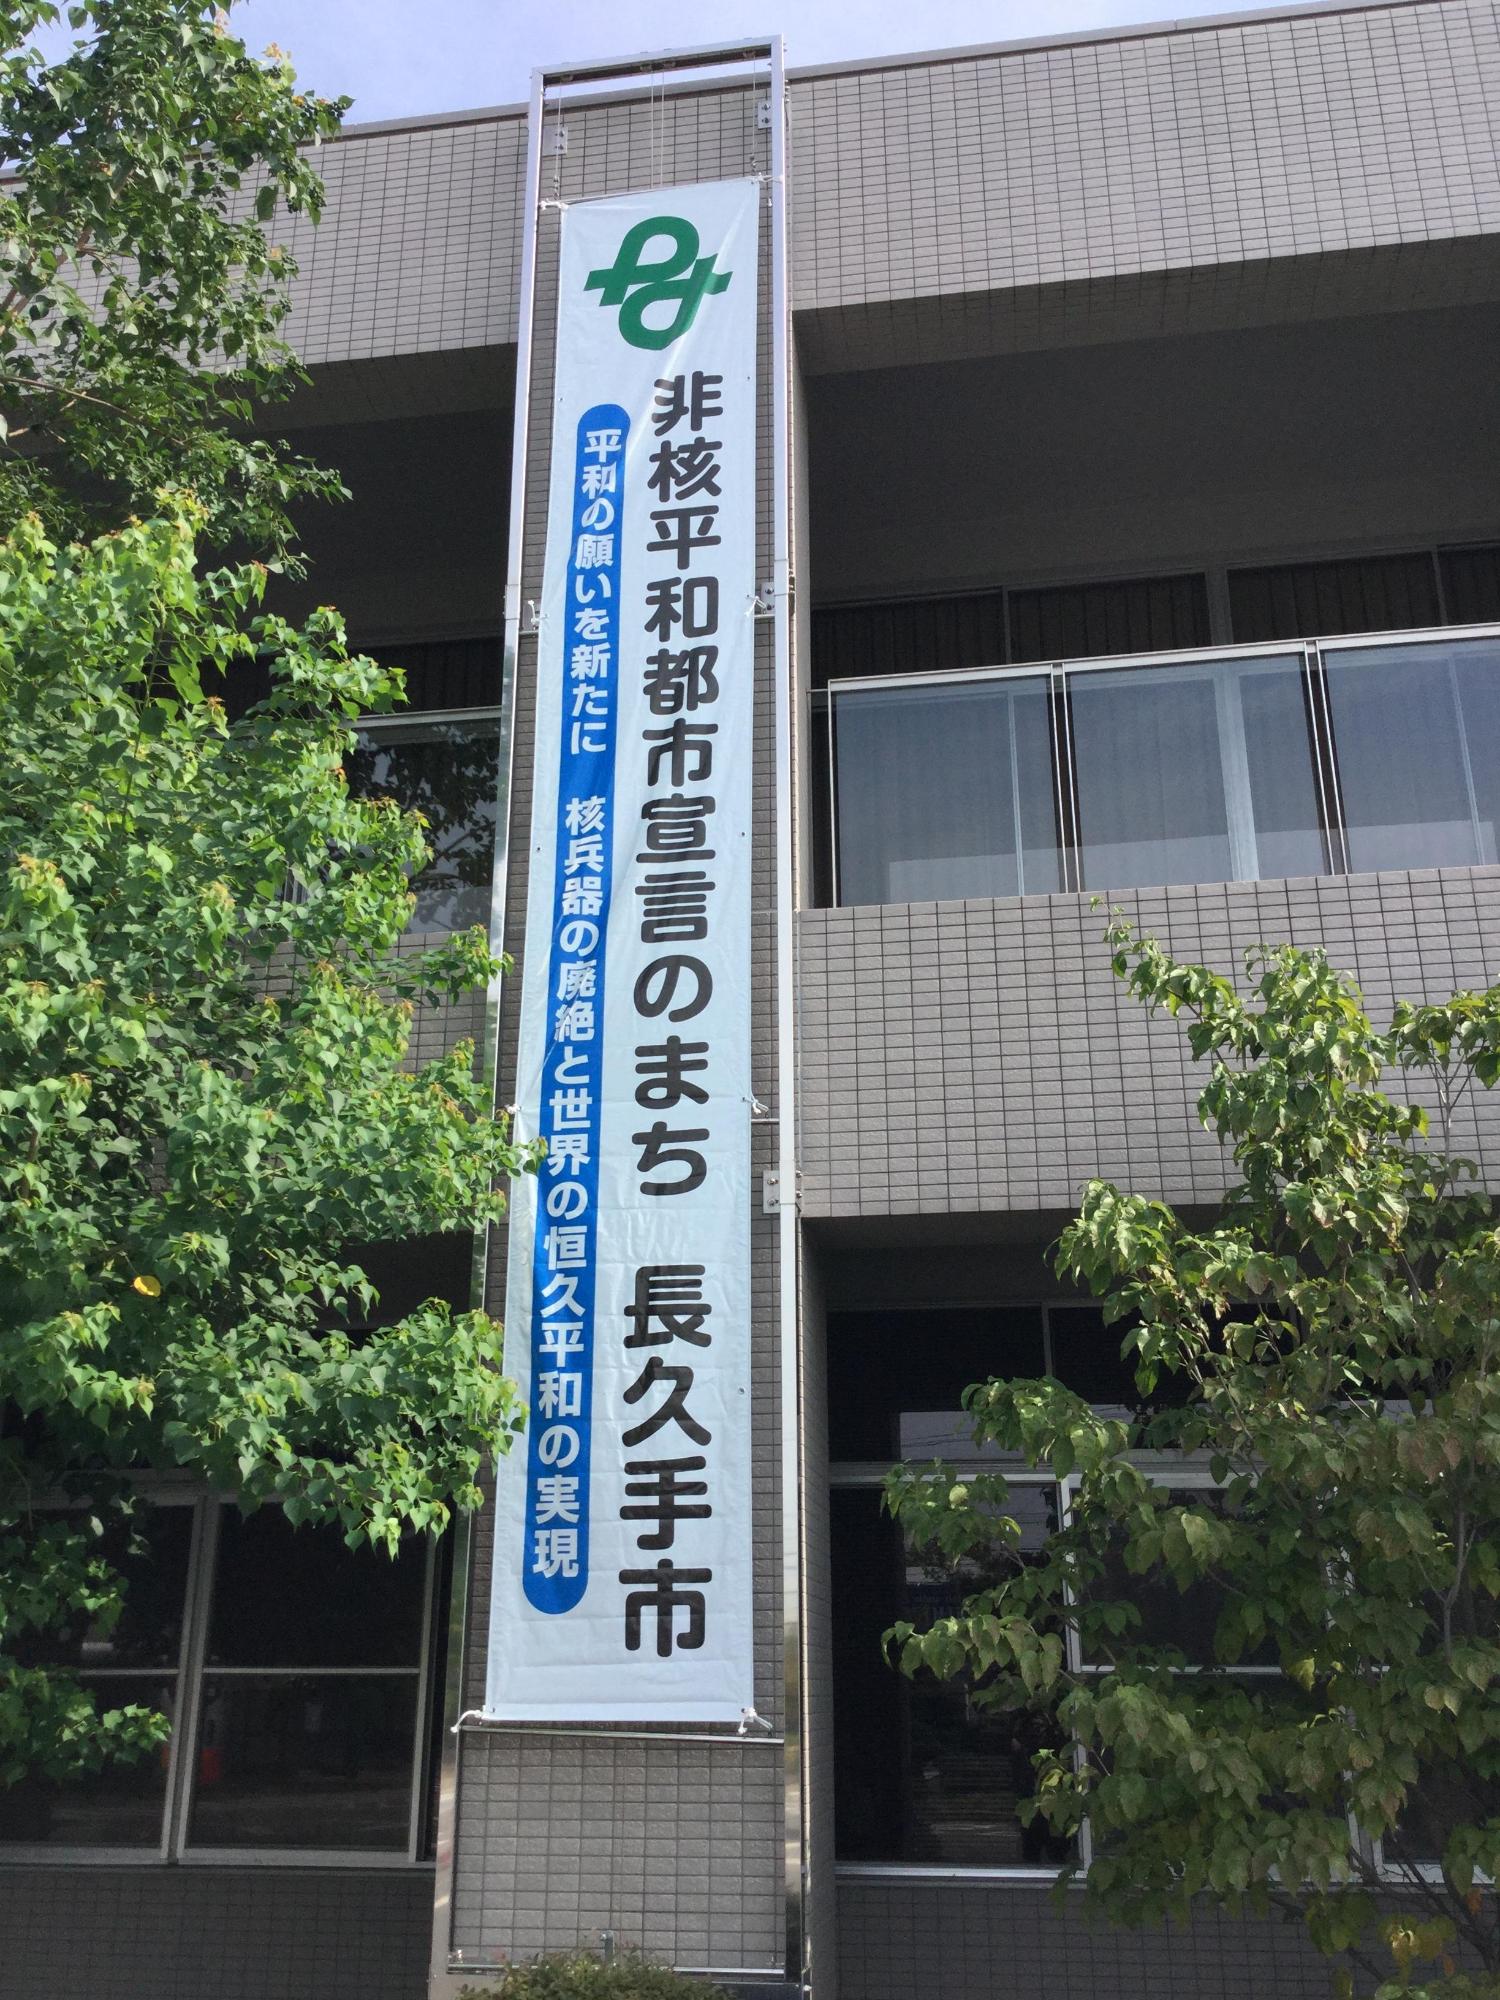 非核平和都市宣言のまち 長久手市
平和の願いを新たに 核兵器の廃絶と世界の恒久平和の実現